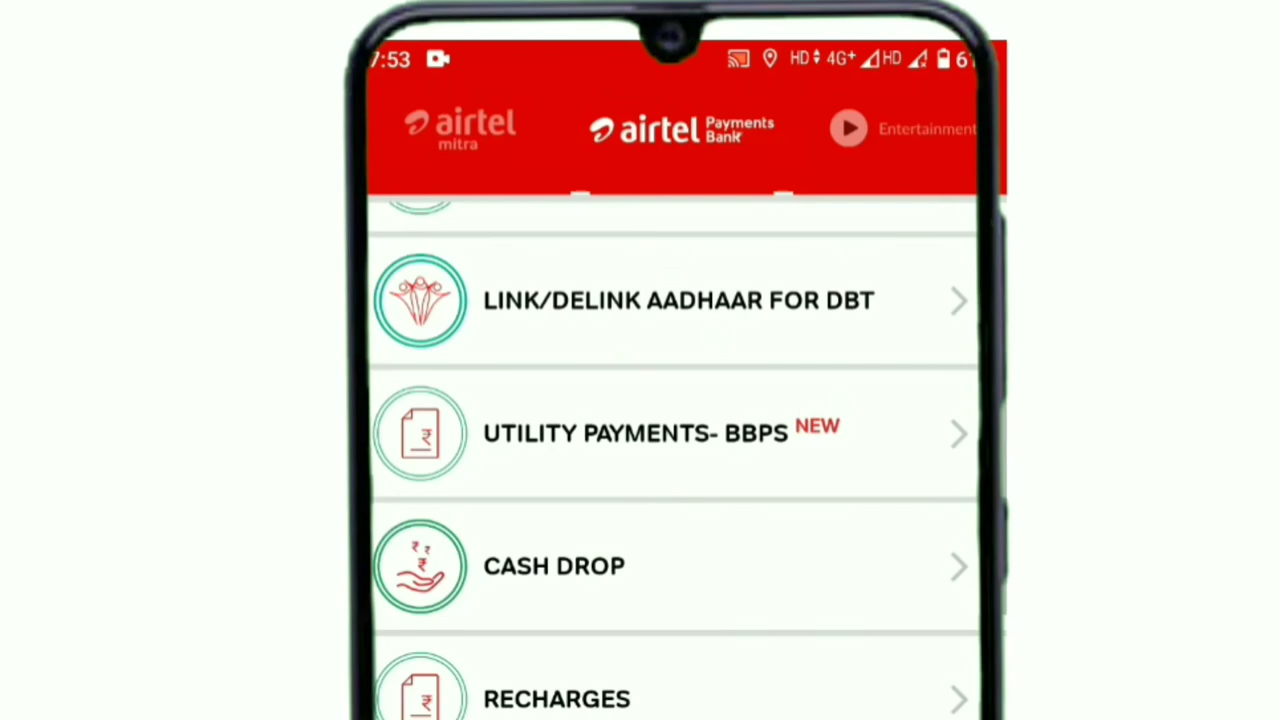 7:53 HD 4G+ HD 61
airtel mitra
airtel Payments Bank
Entertainment
LINK/DELINK AADHAAR FOR DBT
UTILITY PAYMENTS- BBPS NEW
CASH DROP
RECHARGES